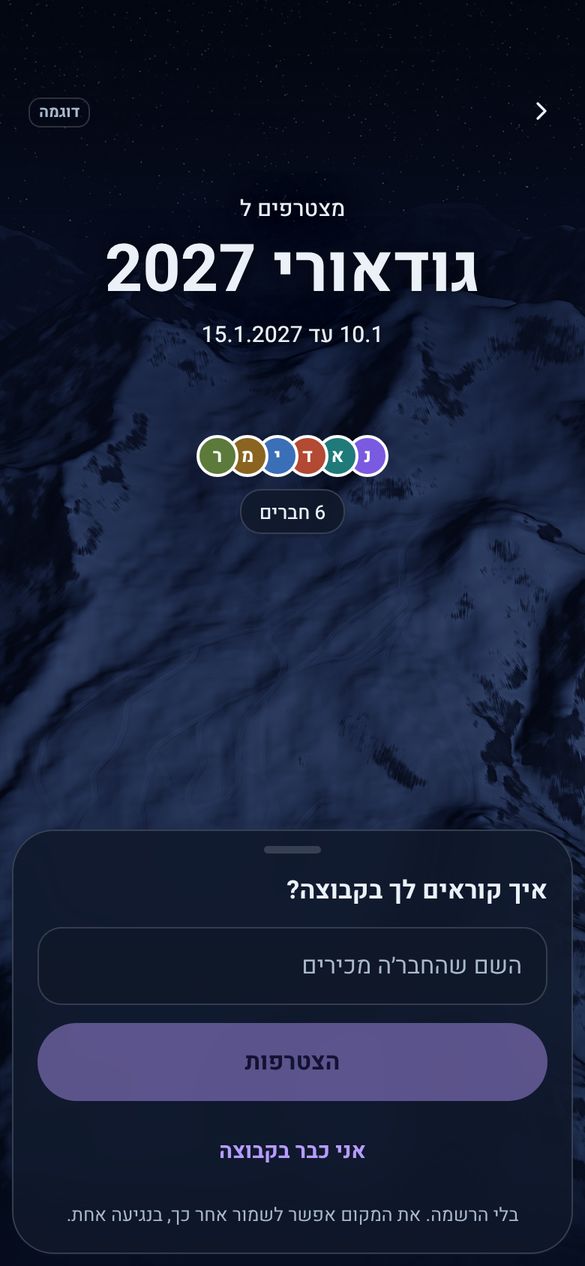 דוגמה
מצטרפים ל
גודאורי 2027
10.1 עד 15.1.2027
נ
א
ד
י
מ
ר
6 חברים
איך קוראים לך בקבוצה?
השם שהחבר׳ה מכירים
הצטרפות
אני כבר בקבוצה
בלי הרשמה. את המקום אפשר לשמור אחר כך, בנגיעה אחת.